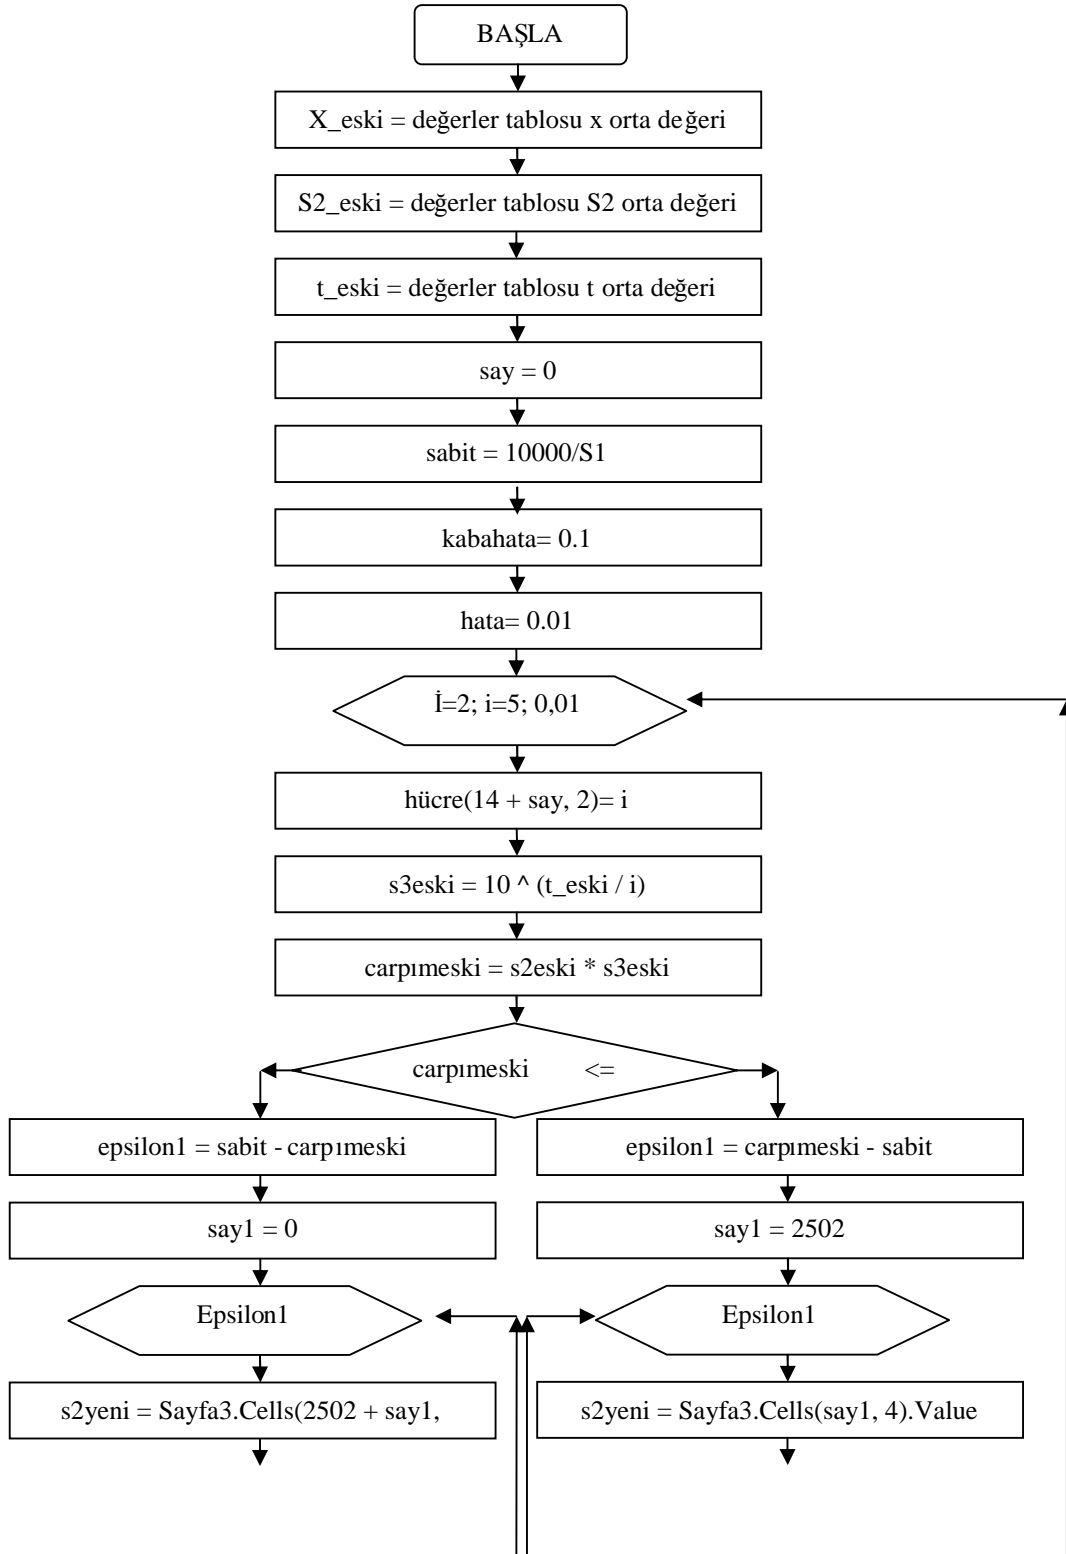 BAŞLA
X_eski = değerler tablosu x orta değeri
S2_eski = değerler tablosu S2 orta değeri
t_eski = değerler tablosu t orta değeri
say = 0
sabit = 10000/S1
kabahata= 0.1
hata= 0.01
İ=2; i=5; 0,01
hücre(14 + say, 2)= i
s3eski = 10 ^ (t_eski / i)
carpımeski = s2eski * s3eski
carpımeski <=
epsilon1 = sabit - carpımeski
epsilon1 = carpımeski - sabit
say1 = 0
say1 = 2502
Epsilon1
Epsilon1
s2yeni = Sayfa3.Cells(2502 + say1,
s2yeni = Sayfa3.Cells(say1, 4).Value